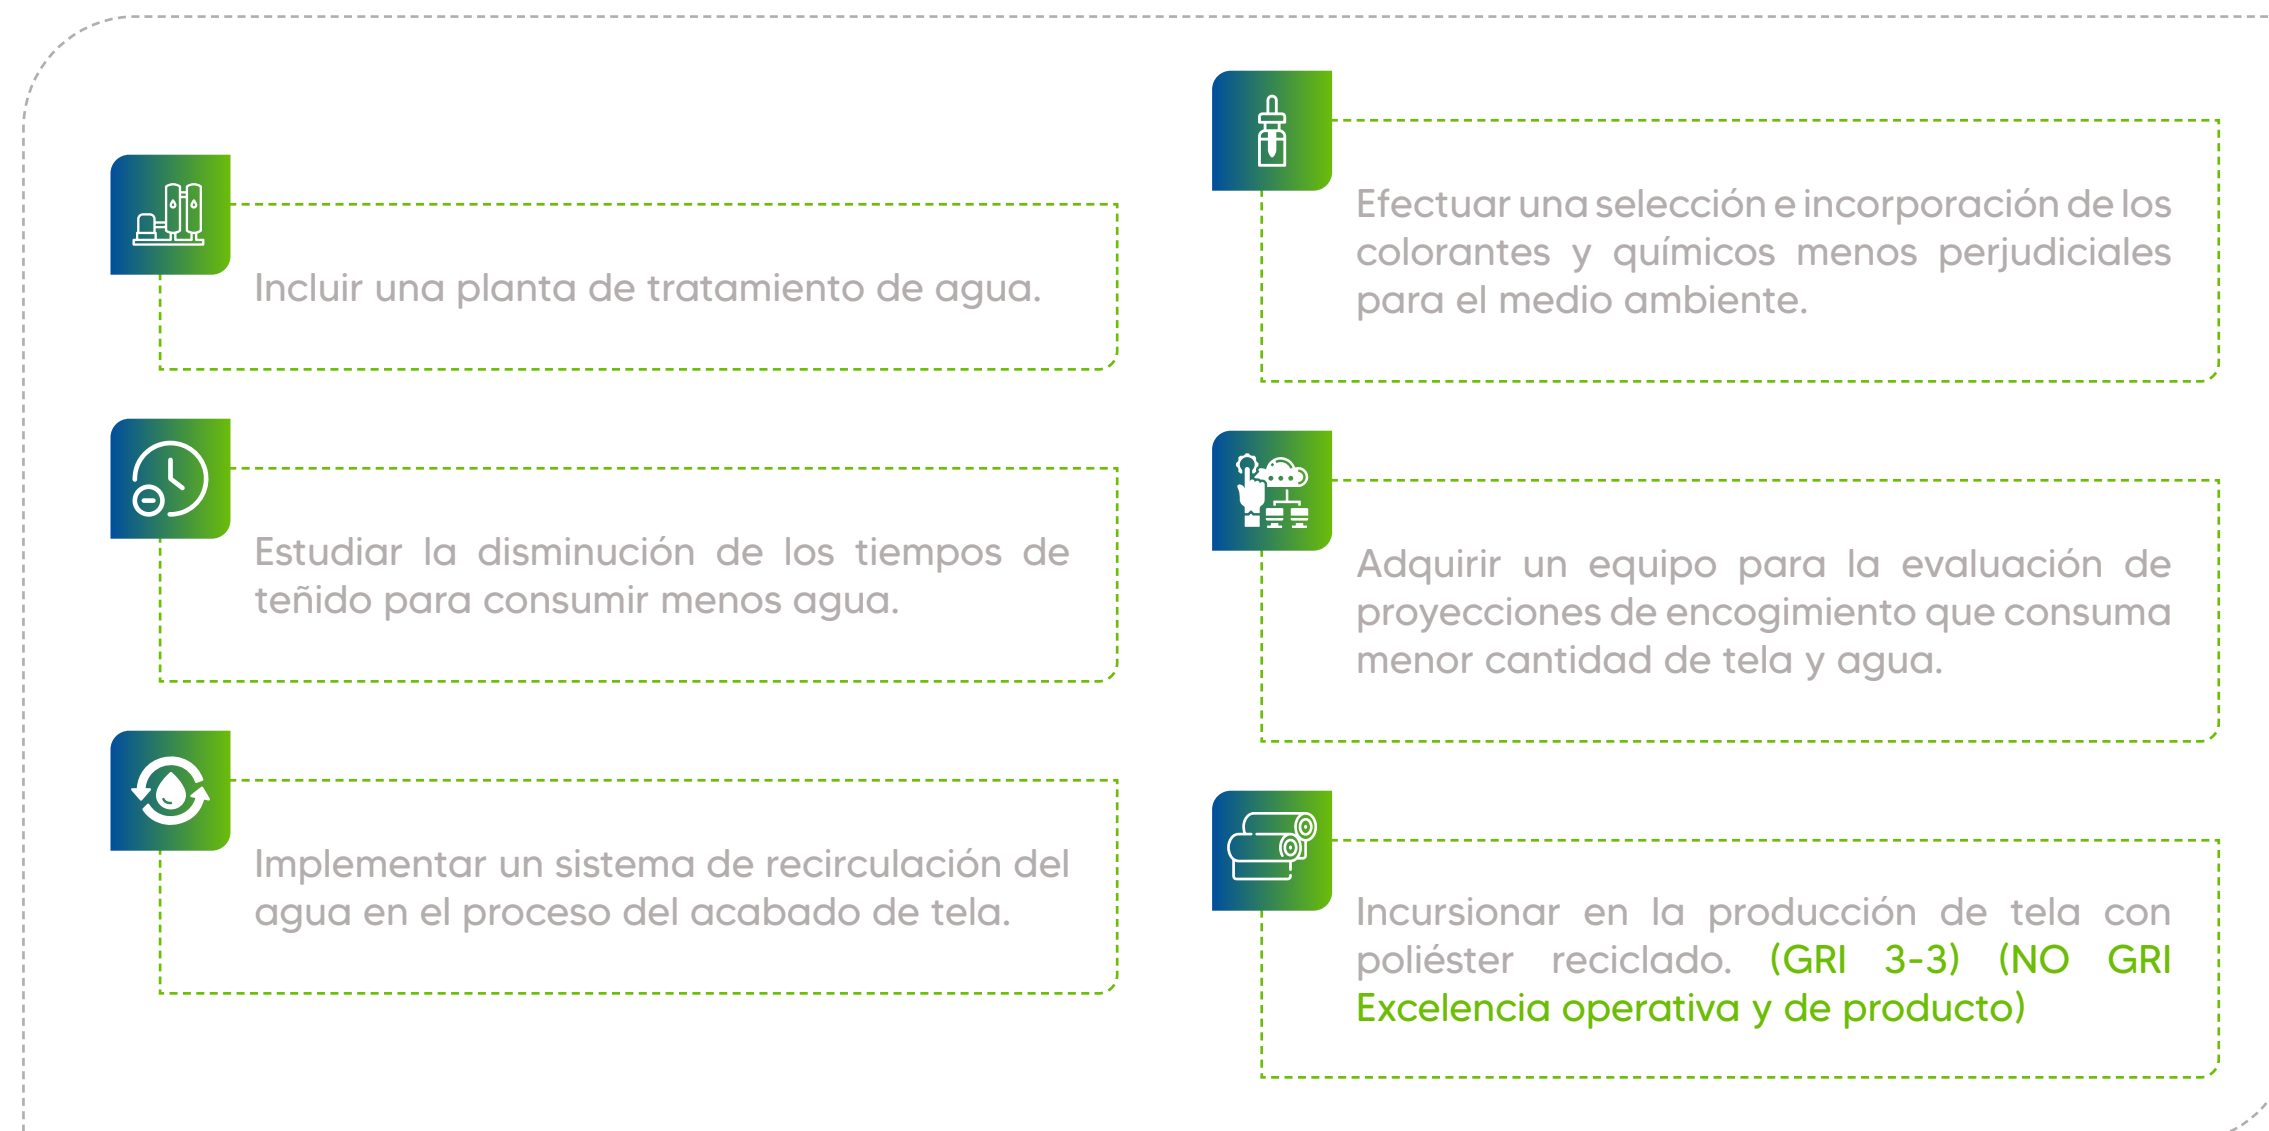 Incluir una planta de tratamiento de agua.
Estudiar la disminución de los tiempos de
teñido para consumir menos agua.
Implementar un sistema de recirculación del
agua en el proceso del acabado de tela.
Efectuar una selección e incorporación de los
colorantes y químicos menos perjudiciales
para el medio ambiente.
Adquirir un equipo para la evaluación de
proyecciones de encogimiento que consuma
menor cantidad de tela y agua.
Incursionar en la producción de tela con
poliéster reciclado. (GRI 3-3) (NO GRI
Excelencia operativa y de producto)